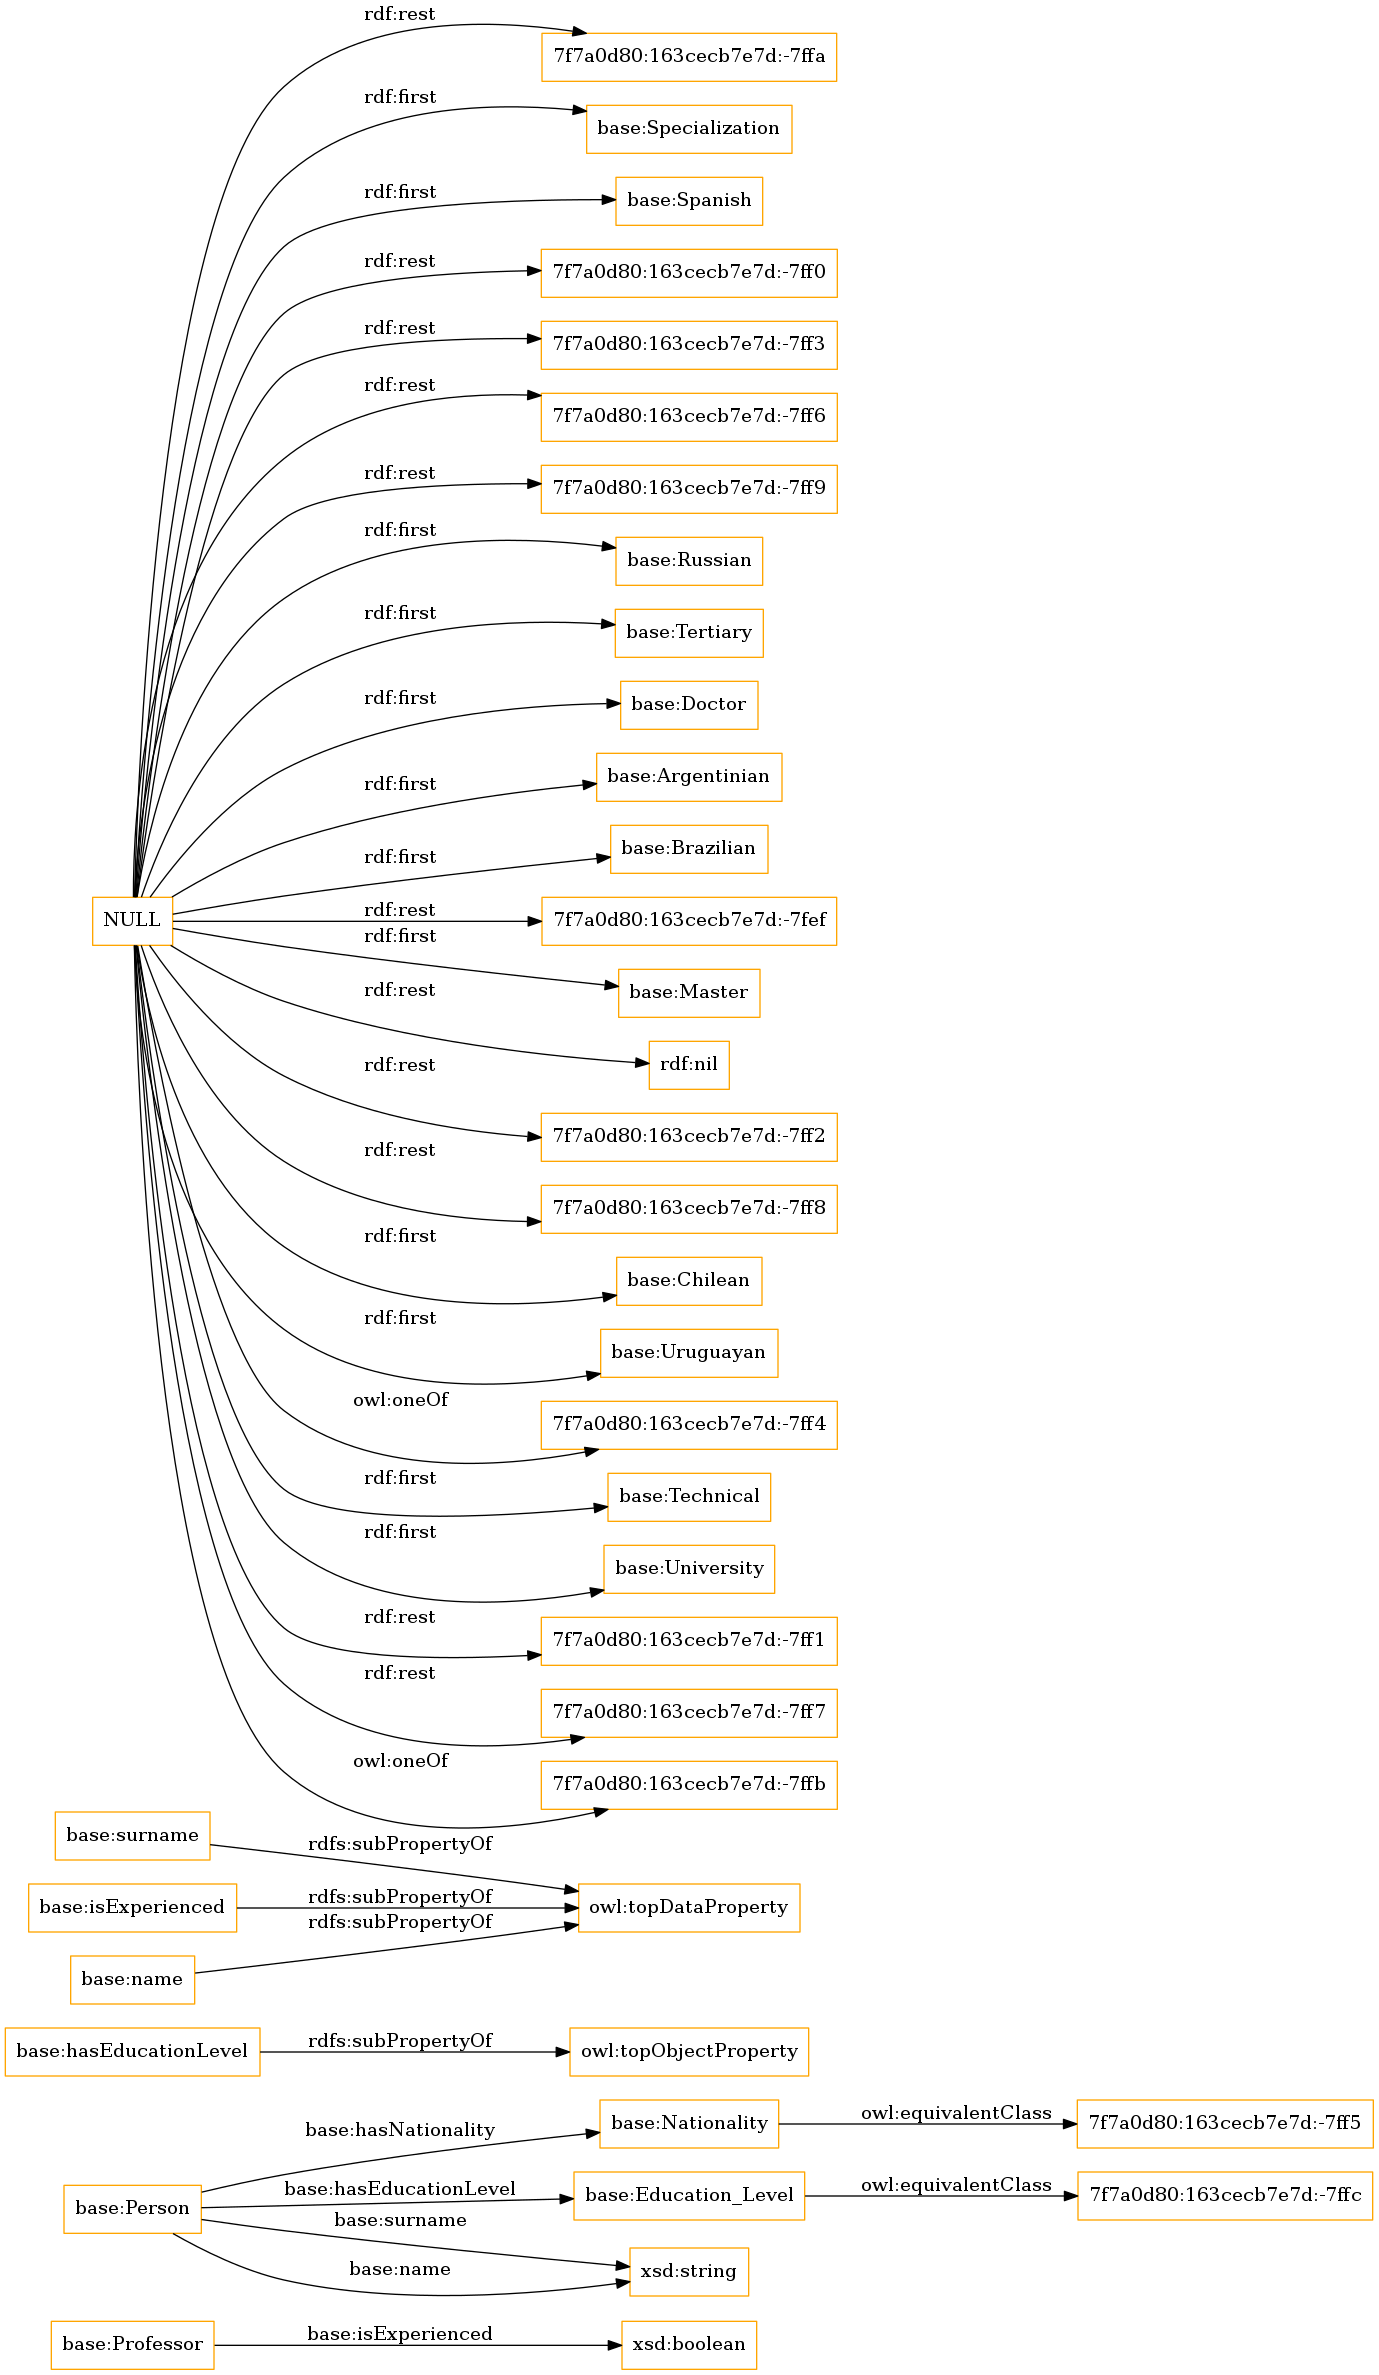 rdf:rest
7f7a0d80:163cecb7e7d:-7ffa
rdf:first
base:Specialization
rdf:first
base:Spanish
rdf:rest
7f7a0d80:163cecb7e7d:-7ff0
rdf:rest
7f7a0d80:163cecb7e7d:-7ff3
rdf:rest
7f7a0d80:163cecb7e7d:-7ff6
rdf:rest
7f7a0d80:163cecb7e7d:-7ff9
rdf:first
base:Russian
rdf:first
base:Tertiary
rdf:first
base:Doctor
rdf:first
base:Argentinian
rdf:first
base:Brazilian
NULL
rdf:rest
7f7a0d80:163cecb7e7d:-7fef
rdf:first
base:Master
rdf:rest
rdf:nil
rdf:rest
7f7a0d80:163cecb7e7d:-7ff2
rdf:rest
7f7a0d80:163cecb7e7d:-7ff8
rdf:first
base:Chilean
rdf:first
base:Uruguayan
owl:oneOf
7f7a0d80:163cecb7e7d:-7ff4
rdf:first
base:Technical
rdf:first
base:University
rdf:rest
7f7a0d80:163cecb7e7d:-7ff1
rdf:rest
7f7a0d80:163cecb7e7d:-7ff7
owl:oneOf
7f7a0d80:163cecb7e7d:-7ffb
base:surname
rdfs:subPropertyOf
base:isExperienced
rdfs:subPropertyOf
owl:topDataProperty
rdfs:subPropertyOf
base:name
base:hasEducationLevel
rdfs:subPropertyOf
owl:topObjectProperty
base:hasNationality
base:Nationality
owl:equivalentClass
7f7a0d80:163cecb7e7d:-7ff5
base:Person
base:hasEducationLevel
base:Education_Level
owl:equivalentClass
7f7a0d80:163cecb7e7d:-7ffc
base:surname
base:name
xsd:string
base:Professor
base:isExperienced
xsd:boolean